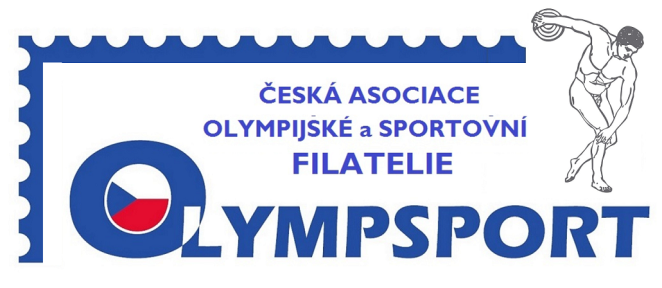 ČESKÁ ASOCIACE
OLYMPIJSKÉ a SPORTOVNÍ
FILATELIE
OLYMPSPORT